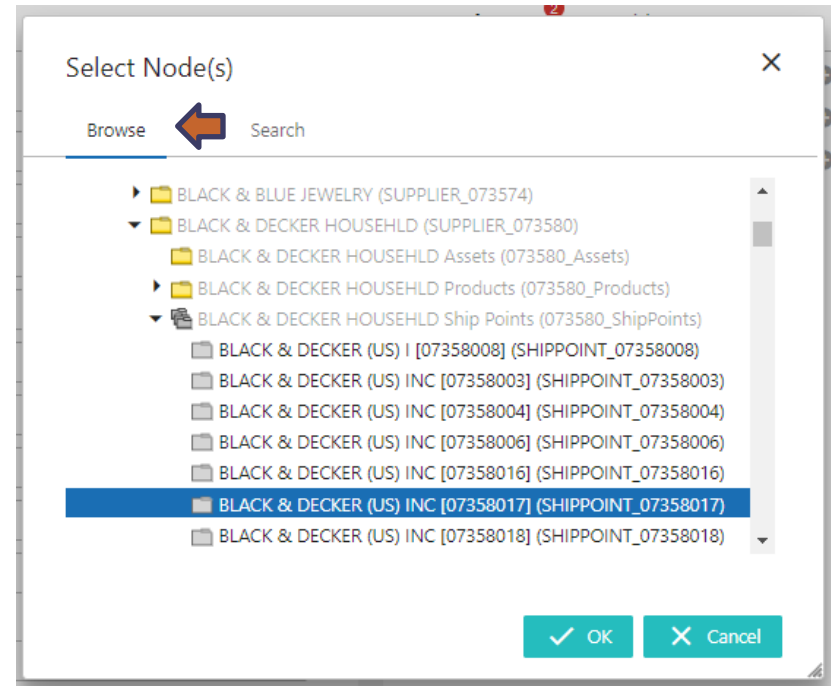 2
Select Node(s)
Browse
Search
BLACK & BLUE JEWELRY (SUPPLIER_073574)
BLACK & DECKER HOUSEHLD (SUPPLIER_073580)
BLACK & DECKER HOUSEHLD Assets (073580_Assets)
BLACK & DECKER HOUSEHLD Products (073580_Products)
BLACK & DECKER HOUSEHLD Ship Points (073580_ShipPoints)
BLACK & DECKER (US) I [07358008] (SHIPPOINT_07358008)
BLACK & DECKER (US) INC [07358003] (SHIPPOINT_07358003)
BLACK & DECKER (US) INC [07358004] (SHIPPOINT_07358004)
BLACK & DECKER (US) INC [07358006] (SHIPPOINT_07358006)
BLACK & DECKER (US) INC [07358016] (SHIPPOINT_07358016)
BLACK & DECKER (US) INC [07358017] (SHIPPOINT_07358017)
BLACK & DECKER (US) INC [07358018] (SHIPPOINT_07358018)
OK
Cancel